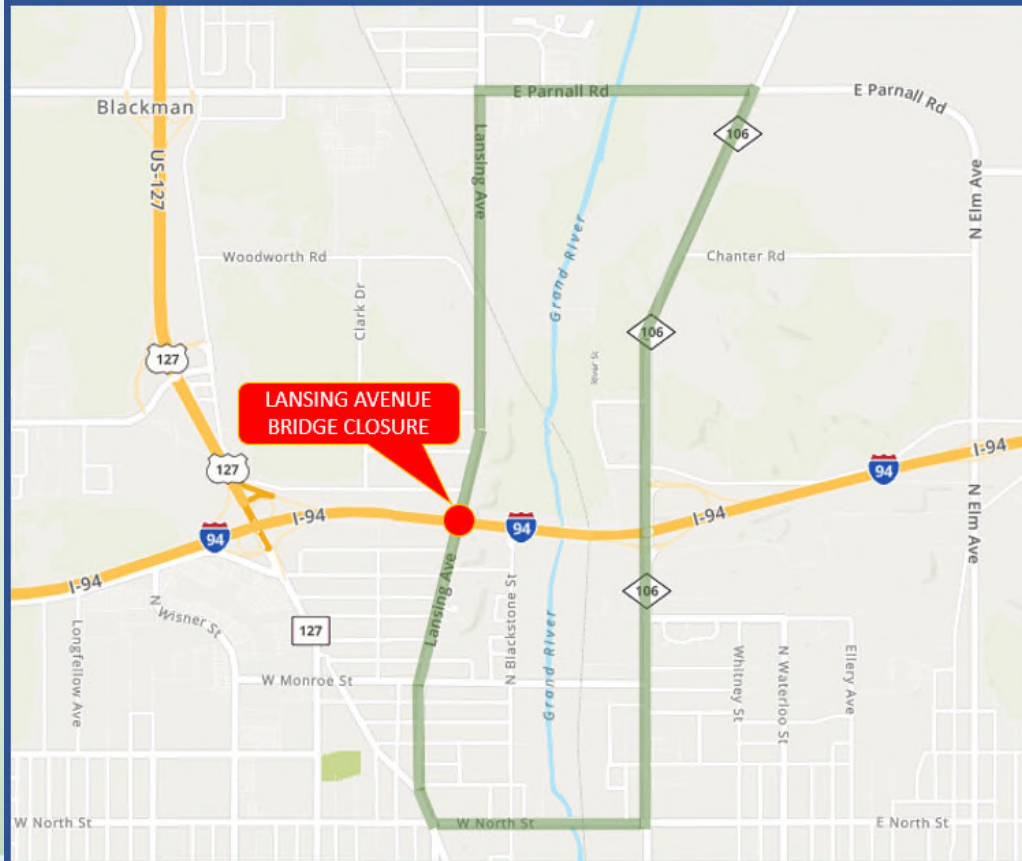 E Parnall Rd
E Parnall Rd
Blackman
106
Lansing Ave
US-127
N Elm Ave
Grand River
Woodworth Rd
Chanter Rd
Clark Dr
106
127
LANSING AVENUE
BRIDGE CLOSURE
127
94
I-94
N Elm Ave
I-94
94
94
I-94
I-94
N Blackstone St
106
Lansing Ave
N Wisner St
127
Longfellow Ave
Grand River
W Monroe St
Whitney St
N Waterloo St
Ellery Ave
W North St
W North St
E North St